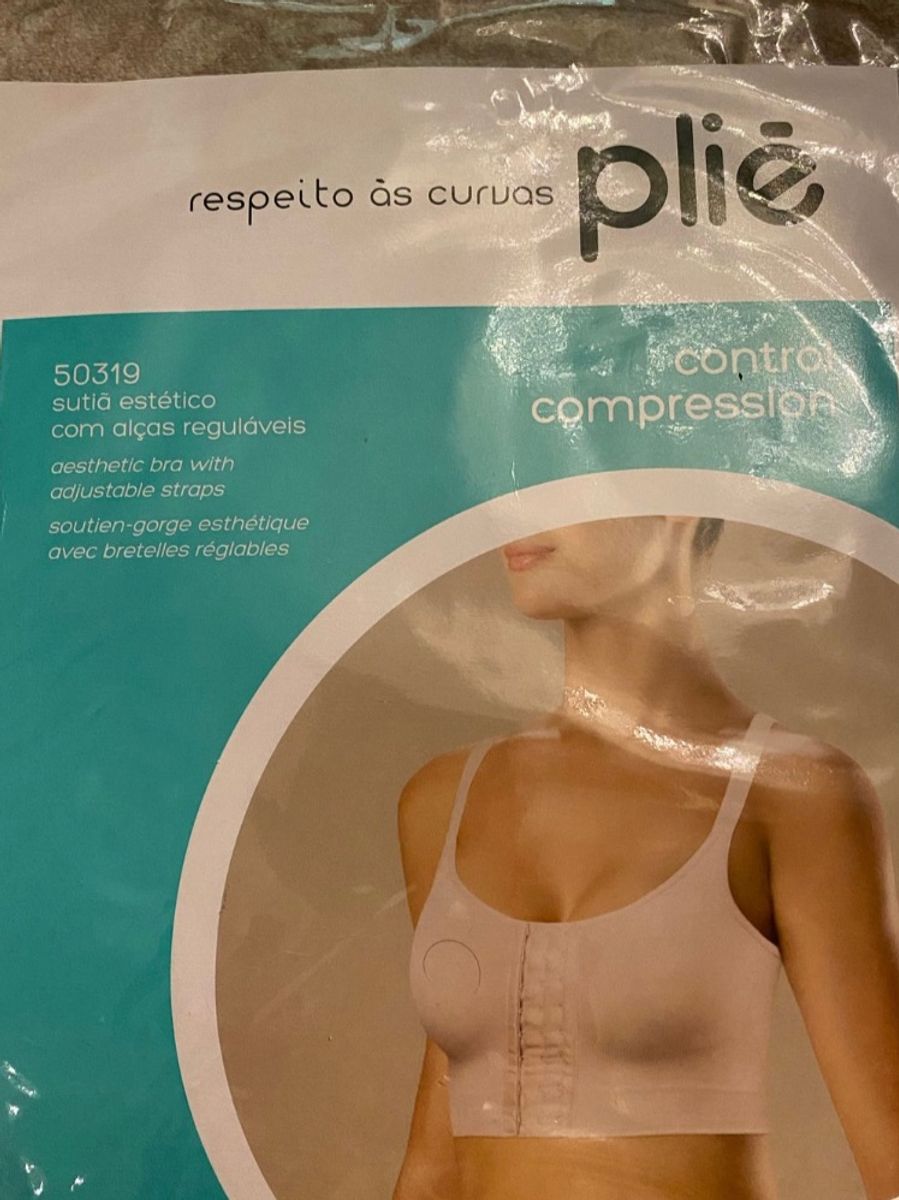 respeito às curvas plié
control
compression
50319
sutiã estético
com alças reguláveis
aesthetic bra with
adjustable straps
soutien-gorge esthétique
avec bretelles réglables